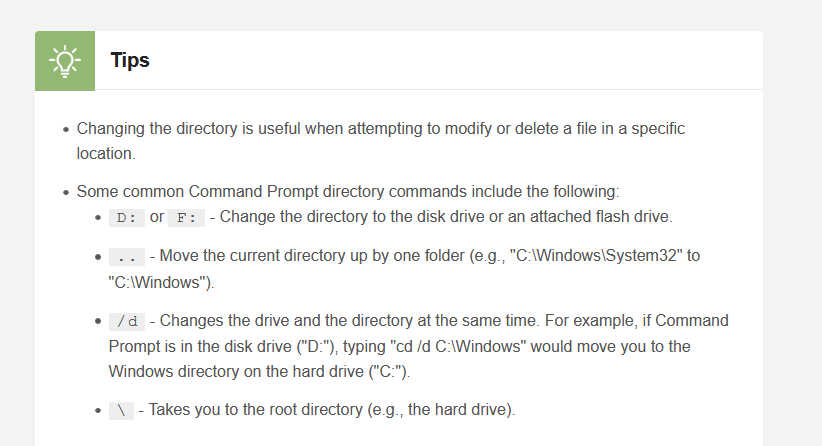 Tips
• Changing the directory is useful when attempting to modify or delete a file in a specific
location.
• Some common Command Prompt directory commands include the following:
• D: or F: - Change the directory to the disk drive or an attached flash drive.
• .. - Move the current directory up by one folder (e.g., "C:\Windows\System32" to
"C:\Windows").
• /d - Changes the drive and the directory at the same time. For example, if Command
Prompt is in the disk drive ("D:"), typing "cd /d C:\Windows" would move you to the
Windows directory on the hard drive ("C:").
• \ - Takes you to the root directory (e.g., the hard drive).